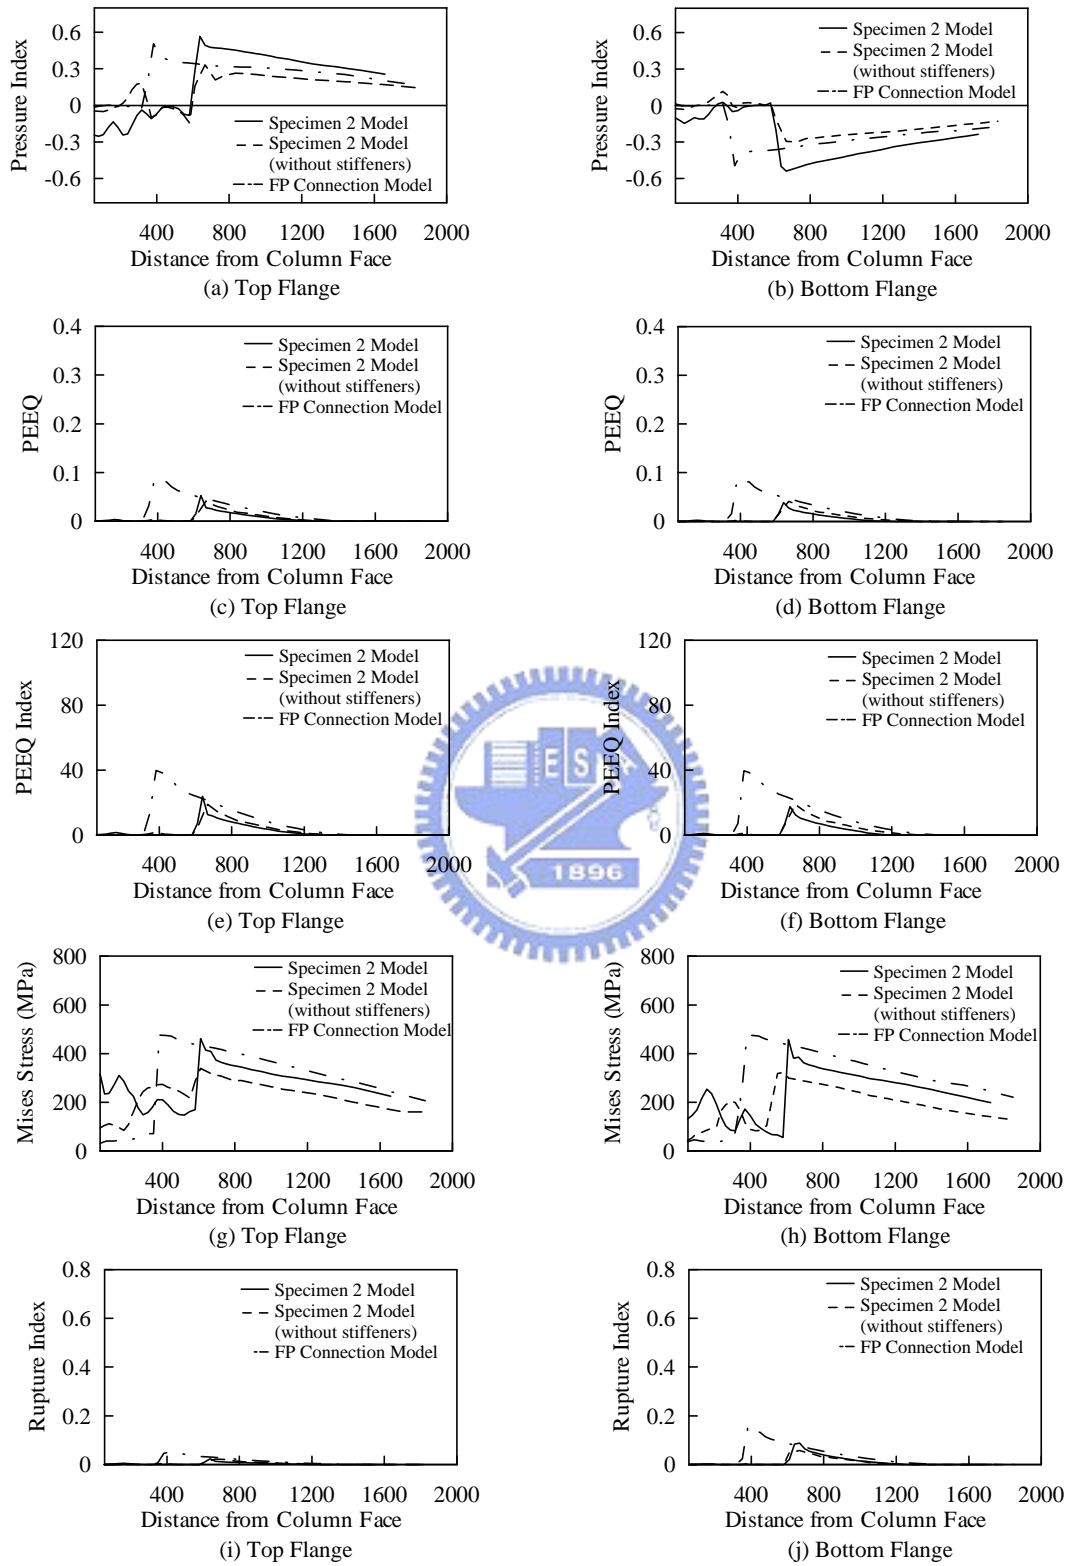 0.6
0.3
0
-0.3
-0.6
Pressure Index
Specimen 2 Model
Specimen 2 Model
(without stiffeners)
FP Connection Model
400 800 1200 1600 2000
Distance from Column Face
(a) Top Flange
0.6
0.3
0
-0.3
-0.6
Pressure Index
Specimen 2 Model
Specimen 2 Model
(without stiffeners)
FP Connection Model
400 800 1200 1600 2000
Distance from Column Face
(b) Bottom Flange
0.4
0.3
0.2
0.1
0
PEEQ
Specimen 2 Model
Specimen 2 Model
(without stiffeners)
FP Connection Model
400 800 1200 1600 2000
Distance from Column Face
(c) Top Flange
0.4
0.3
0.2
0.1
0
PEEQ
Specimen 2 Model
Specimen 2 Model
(without stiffeners)
FP Connection Model
400 800 1200 1600 2000
Distance from Column Face
(d) Bottom Flange
120
80
40
0
PEEQ Index
Specimen 2 Model
Specimen 2 Model
(without stiffeners)
FP Connection Model
400 800 1200 1600 2000
Distance from Column Face
(e) Top Flange
ES
1896
120
80
40
0
PEEQ Index
Specimen 2 Model
Specimen 2 Model
(without stiffeners)
FP Connection Model
400 800 1200 1600 2000
Distance from Column Face
(f) Bottom Flange
800
600
400
200
0
Mises Stress (MPa)
Specimen 2 Model
Specimen 2 Model
(without stiffeners)
FP Connection Model
400 800 1200 1600 2000
Distance from Column Face
(g) Top Flange
800
600
400
200
0
Mises Stress (MPa)
Specimen 2 Model
Specimen 2 Model
(without stiffeners)
FP Connection Model
400 800 1200 1600 2000
Distance from Column Face
(h) Bottom Flange
0.8
0.6
0.4
0.2
0
Rupture Index
Specimen 2 Model
Specimen 2 Model
(without stiffeners)
FP Connection Model
400 800 1200 1600 2000
Distance from Column Face
(i) Top Flange
0.8
0.6
0.4
0.2
0
Rupture Index
Specimen 2 Model
Specimen 2 Model
(without stiffeners)
FP Connection Model
400 800 1200 1600 2000
Distance from Column Face
(j) Bottom Flange